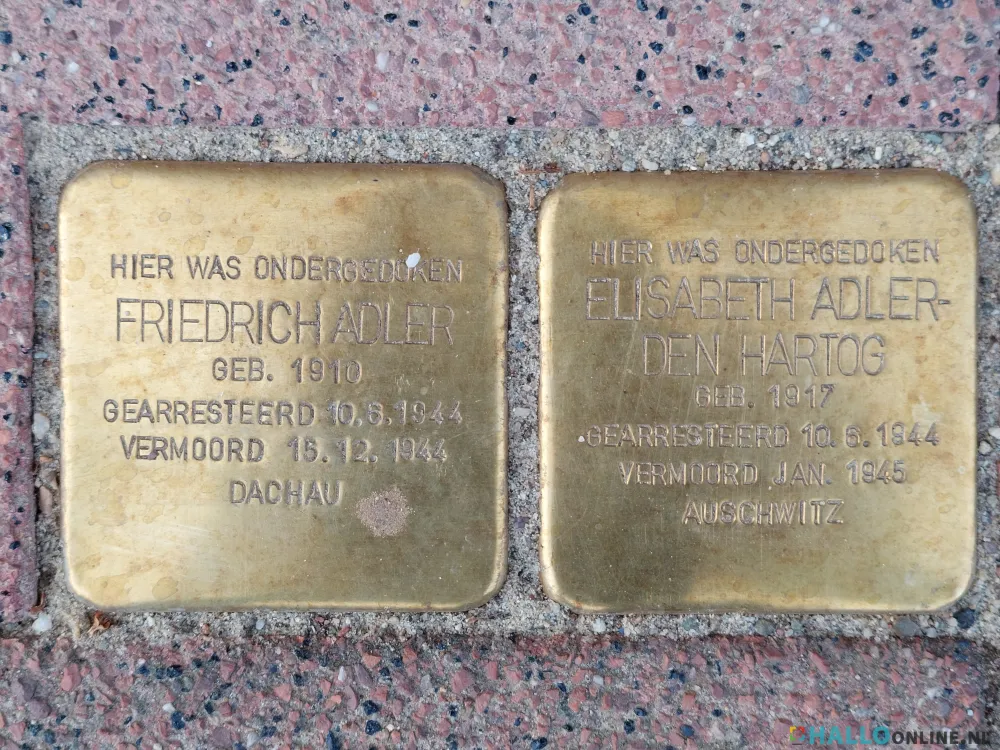 HIER WAS ONDERGEDOKEN
FRIEDRICH ADLER
GEB. 1910
GEARRESTEERD 10.6.1944
VERMOORD 15.12.1944
DACHAU
HIER WAS ONDERGEDOKEN
ELISABETH ADLER-
DEN HARTOG
GEB. 1917
GEARRESTEERD 10.6.1944
VERMOORD JAN. 1945
AUSCHWITZ
HALLOONLINE.NL